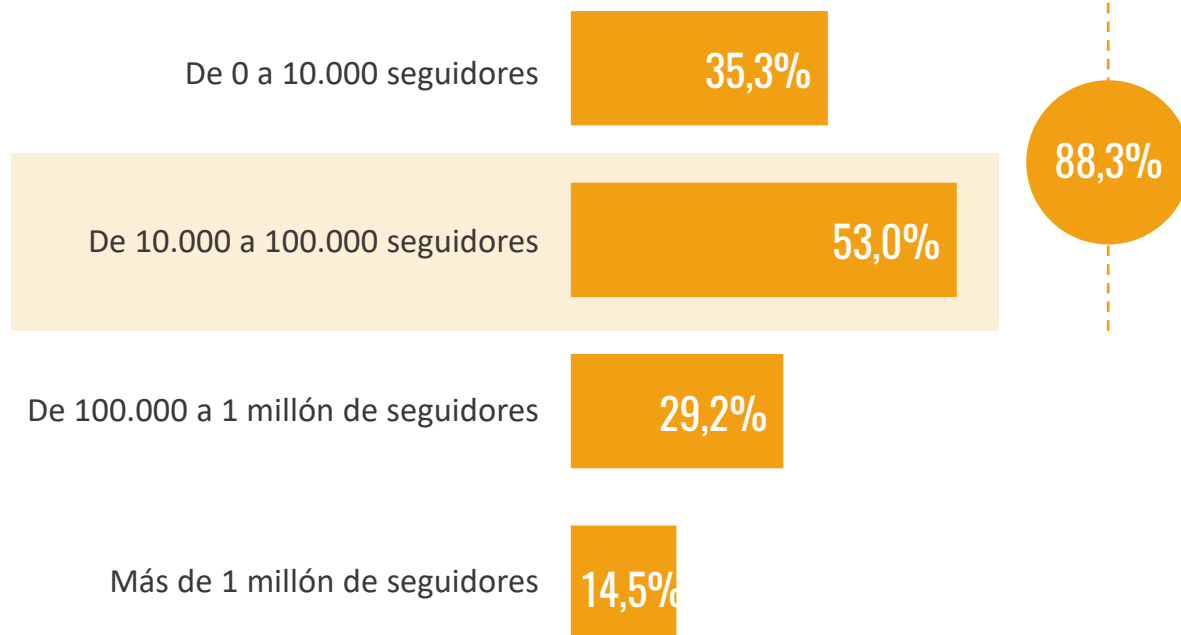 De 0 a 10.000 seguidores
35,3%
88,3%
De 10.000 a 100.000 seguidores
53,0%
De 100.000 a 1 millón de seguidores
29,2%
Más de 1 millón de seguidores
14,5%